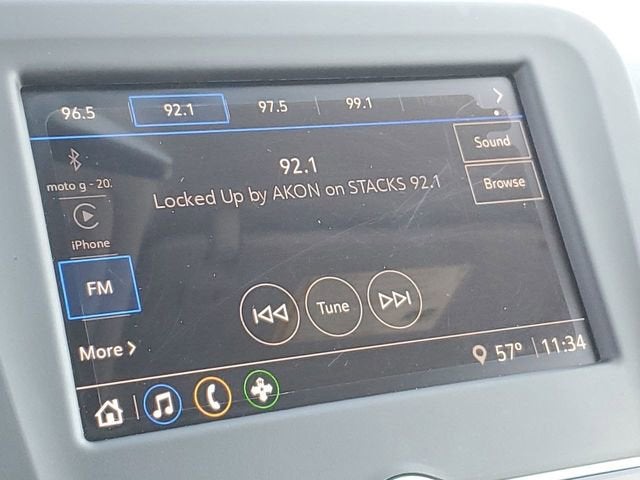 96.5 92.1 97.5 99.1
Sound
92.1
Locked Up by AKON on STACKS 92.1
Browse
moto g - 20.
iPhone
FM
Tune
More
57° 11:34